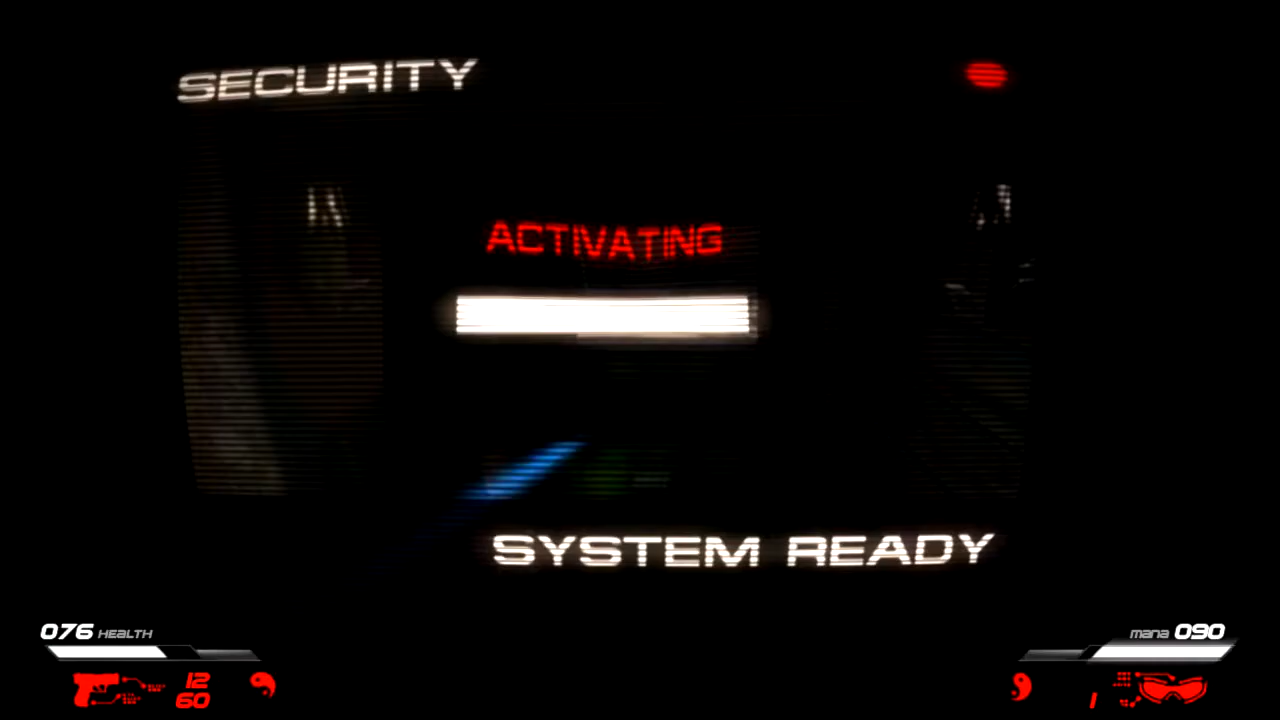 SECURITY
ACTIVATING
SYSTEM READY
076 HEALTH
mana 090
12
60
1